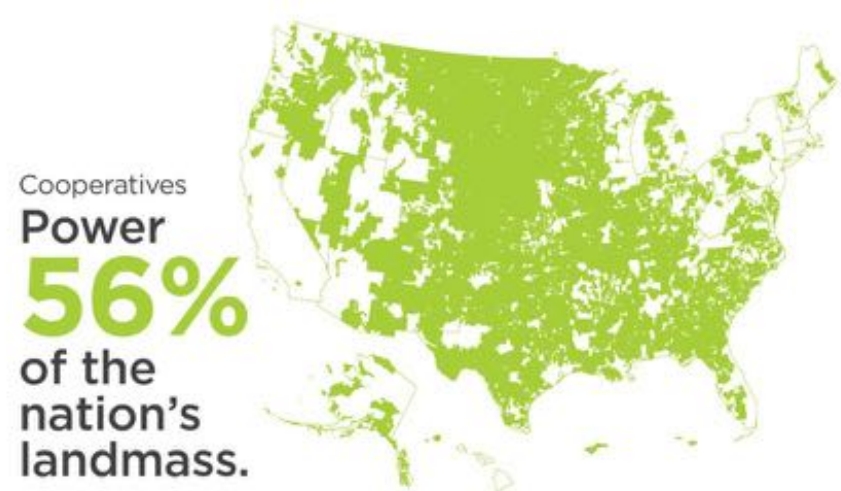 Cooperatives
Power
56%
of the
nation's
landmass.